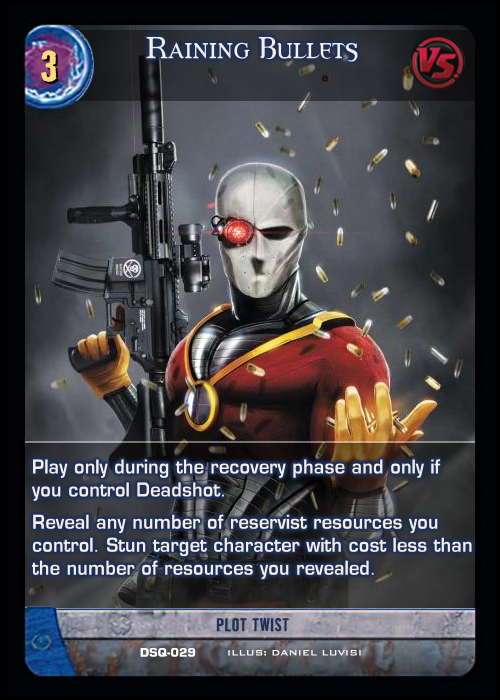 3
RAINING BULLETS
VS.
Play only during the recovery phase and only if
you control Deadshot.
Reveal any number of reservist resources you
control. Stun target character with cost less than
the number of resources you revealed.
PLOT TWIST
DSQ-029 ILLUS: DANIEL LUVISI